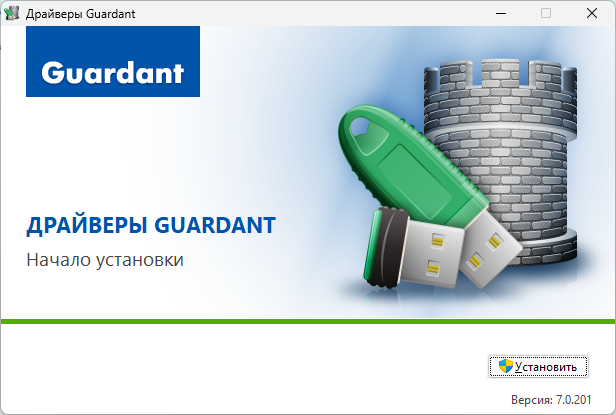 Драйверы Guardant
Guardant
ДРАЙВЕРЫ GUARDANT
Начало установки
Установить
Версия: 7.0.201